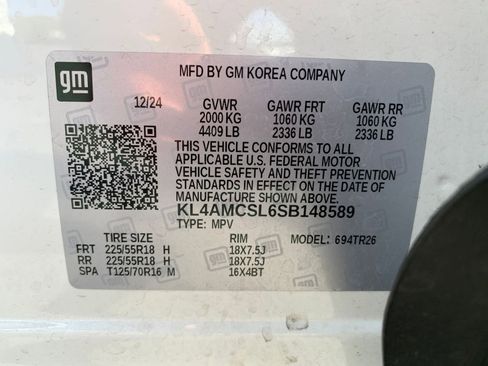 gm
MFD BY GM KOREA COMPANY
12/24 GVWR GAWR FRT GAWR RR
2000 KG 1060 KG 1060 KG
4409 LB 2336 LB 2336 LB
THIS VEHICLE CONFORMS TO ALL
APPLICABLE U.S. FEDERAL MOTOR
VEHICLE SAFETY AND THEFT PREVENTION
STANDARDS IN EFFECT ON THE DATE OF
MANUFACTURE SHOWN ABOVE.
KL4AMCSL6SB148589
TYPE: MPV MODEL: 694TR26
TIRE SIZE RIM
FRT 225/55R18 H 18X7.5J
RR 225/55R18 H 18X7.5J
SPA T125/70R16 M 16X4BT